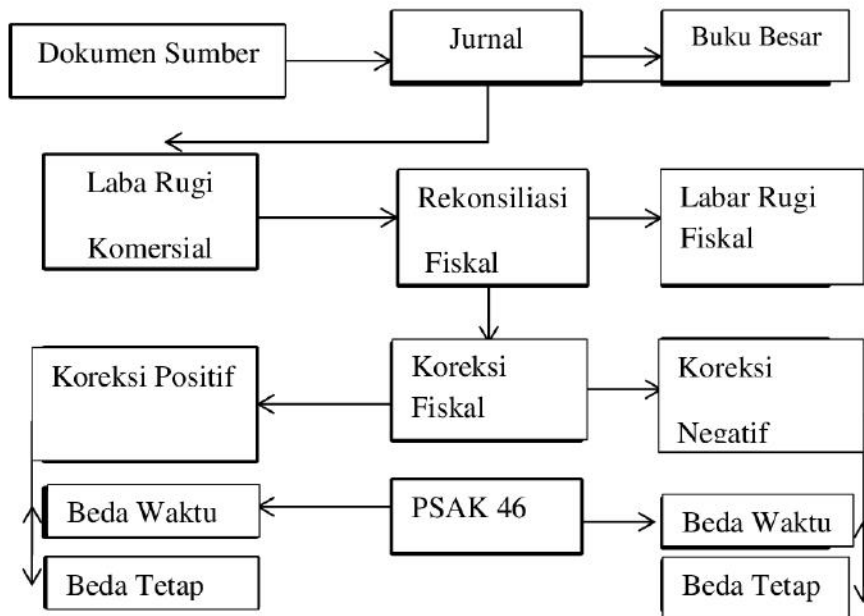 Dokumen Sumber
Jurnal
Buku Besar
Laba Rugi
Komersial
Rekonsiliasi
Fiskal
Labar Rugi
Fiskal
Koreksi Positif
Koreksi
Fiskal
Koreksi
Negatif
Beda Waktu
PSAK 46
Beda Waktu
Beda Tetap
Beda Tetap